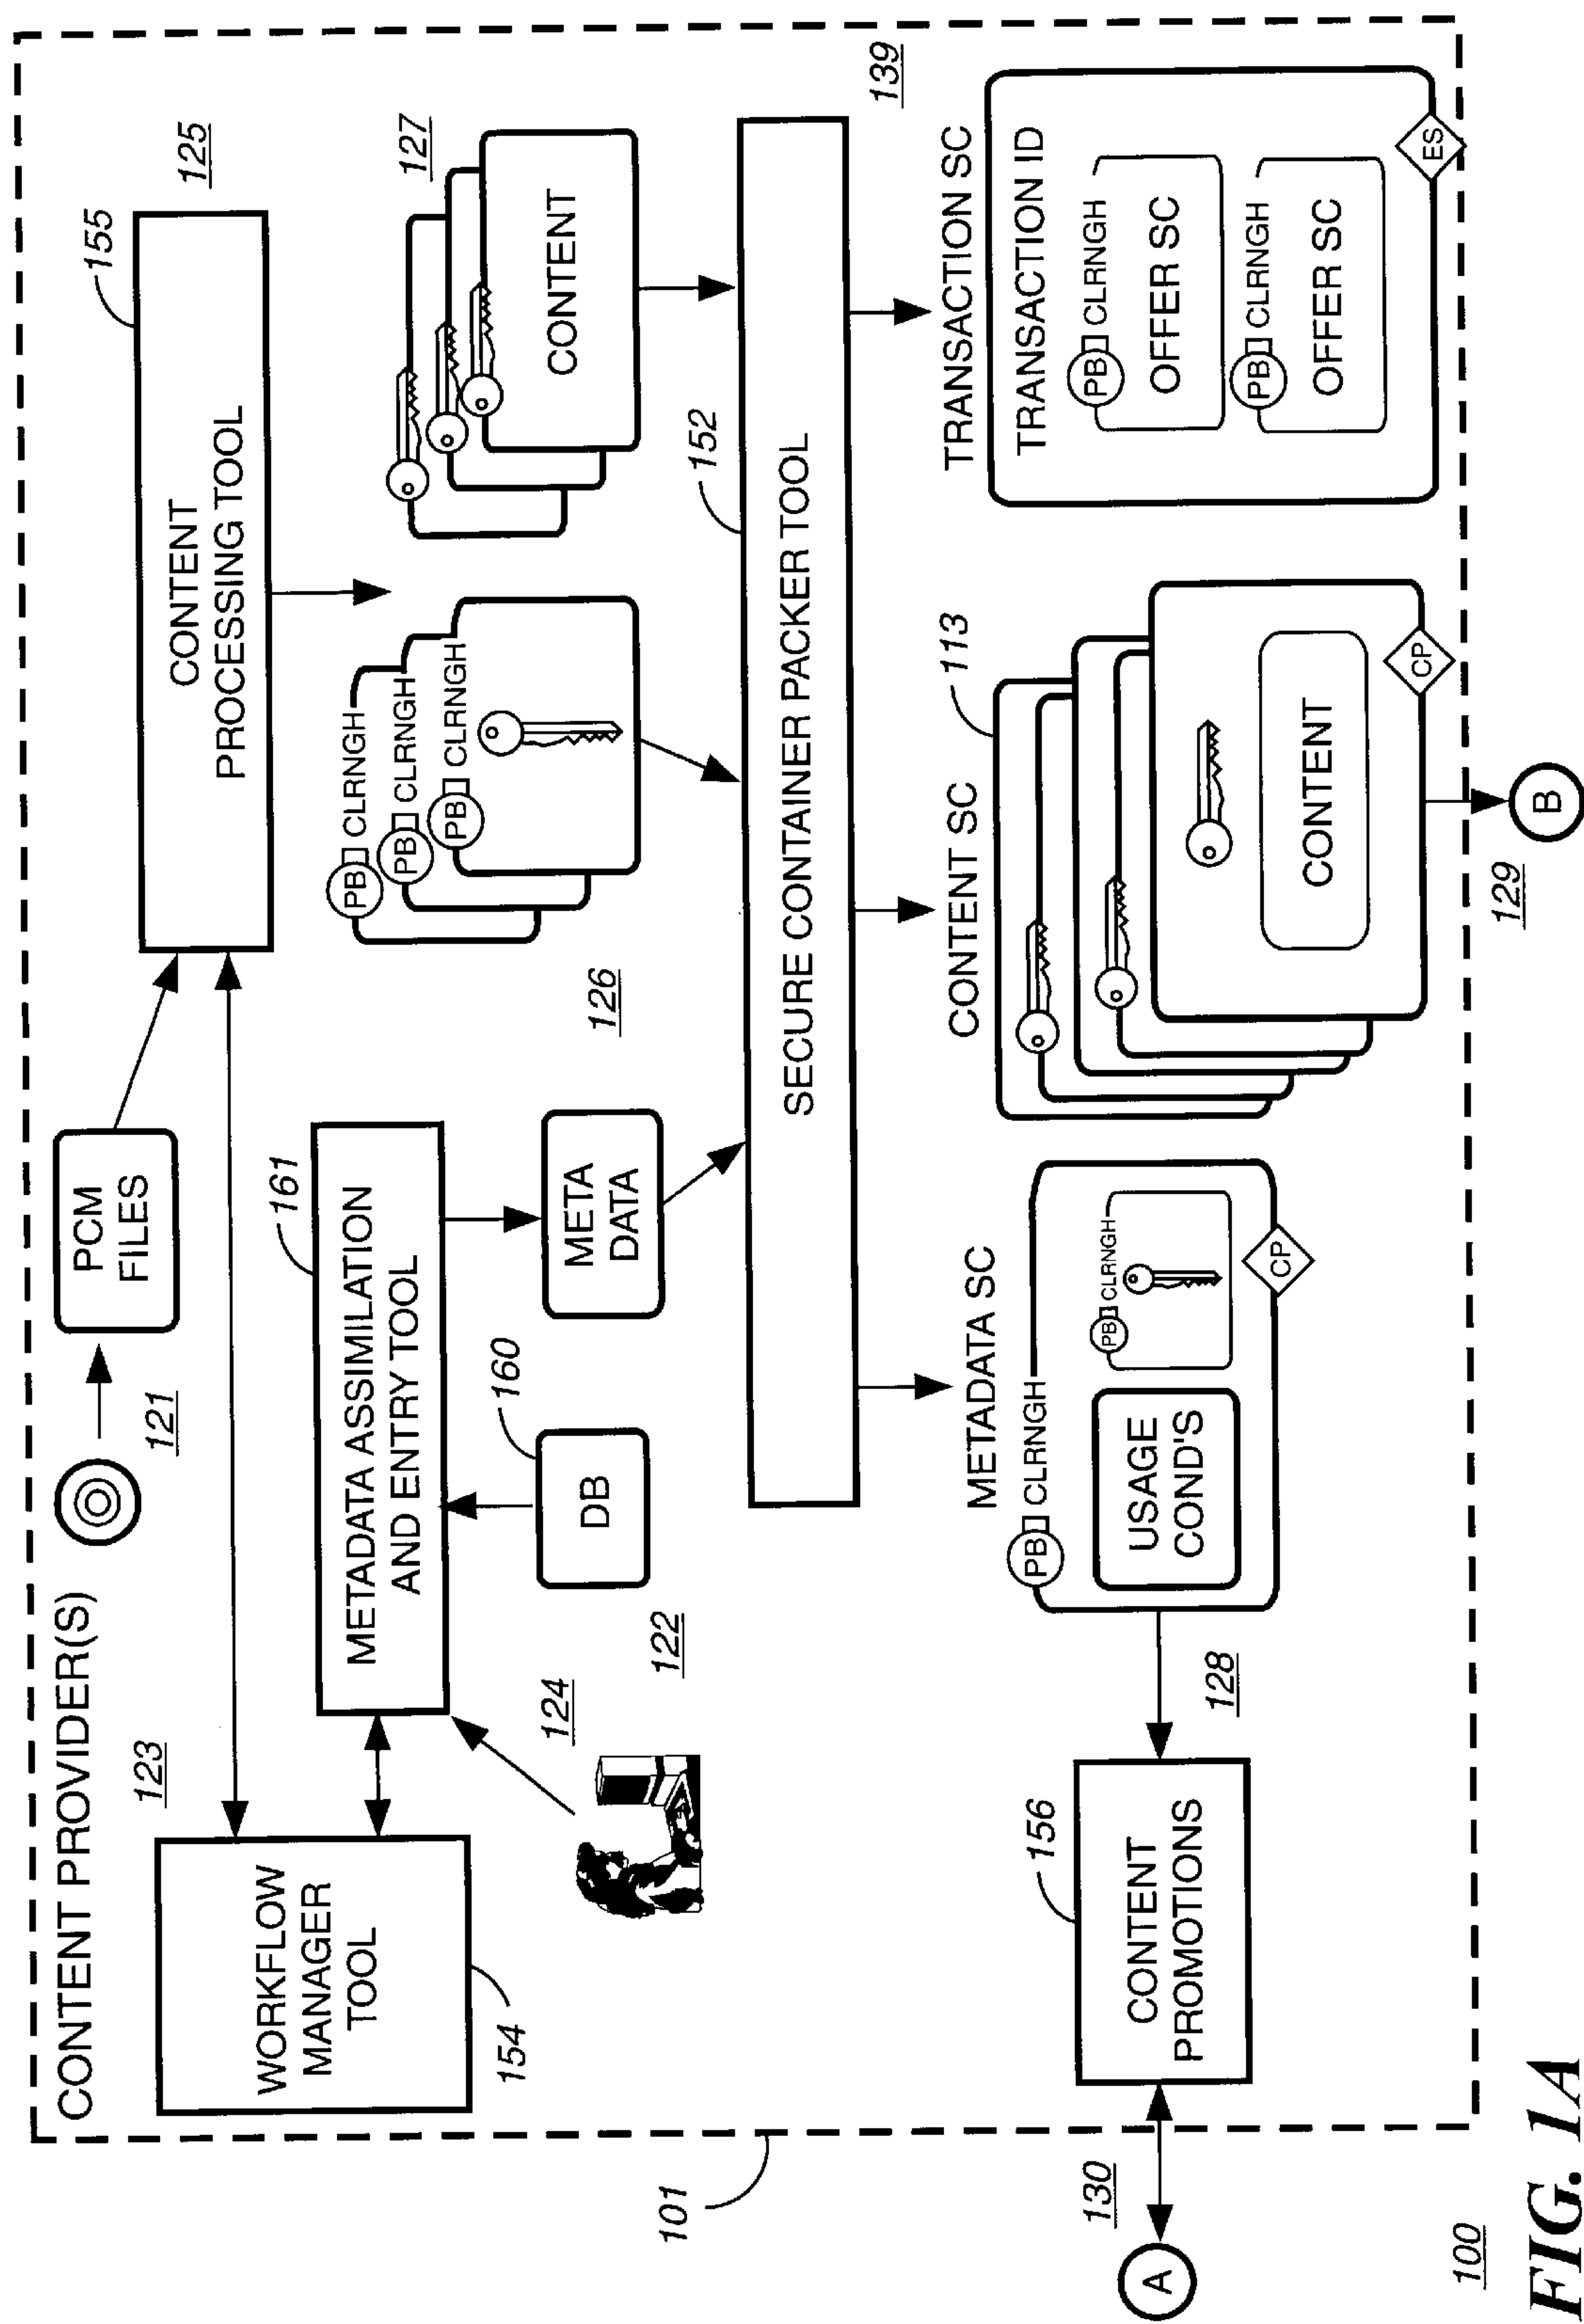 CONTENT PROVIDER(S)
121
PCM
FILES
155
125
CONTENT
PROCESSING TOOL
123
WORKFLOW
MANAGER
TOOL
154
161
METADATA ASSIMILATION
AND ENTRY TOOL
124
160
DB
122
META
DATA
126
PB CLRNGH
PB CLRNGH
PB CLRNGH
127
CONTENT
152
SECURE CONTAINER PACKER TOOL
139
METADATA SC
PB CLRNGH
USAGE
COND'S
PB CLRNGH
CP
128
156
CONTENT
PROMOTIONS
CONTENT SC
113
CONTENT
CP
129
B
TRANSACTION SC
TRANSACTION ID
PB CLRNGH
OFFER SC
PB CLRNGH
OFFER SC
ES
101
130
A
100
FIG. 1A